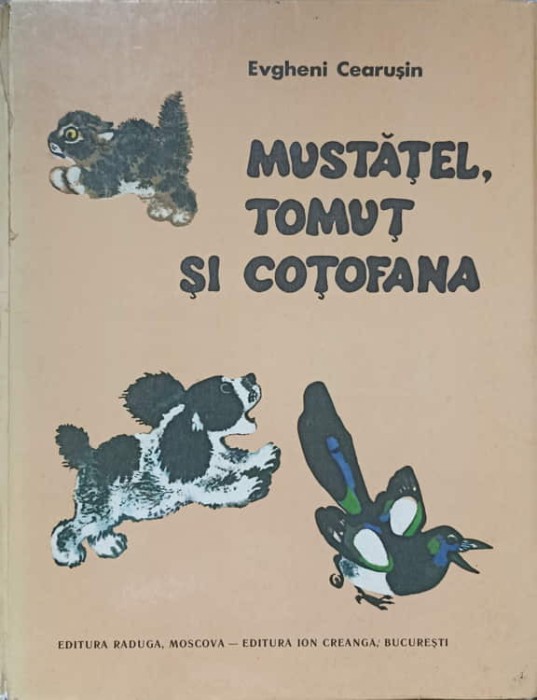 Evgheni Cearușin
MUSTĂȚEL,
TOMUȚ
ȘI COȚOFANA
EDITURA RADUGA, MOSCOVA — EDITURA ION CREANGĂ, BUCUREȘTI